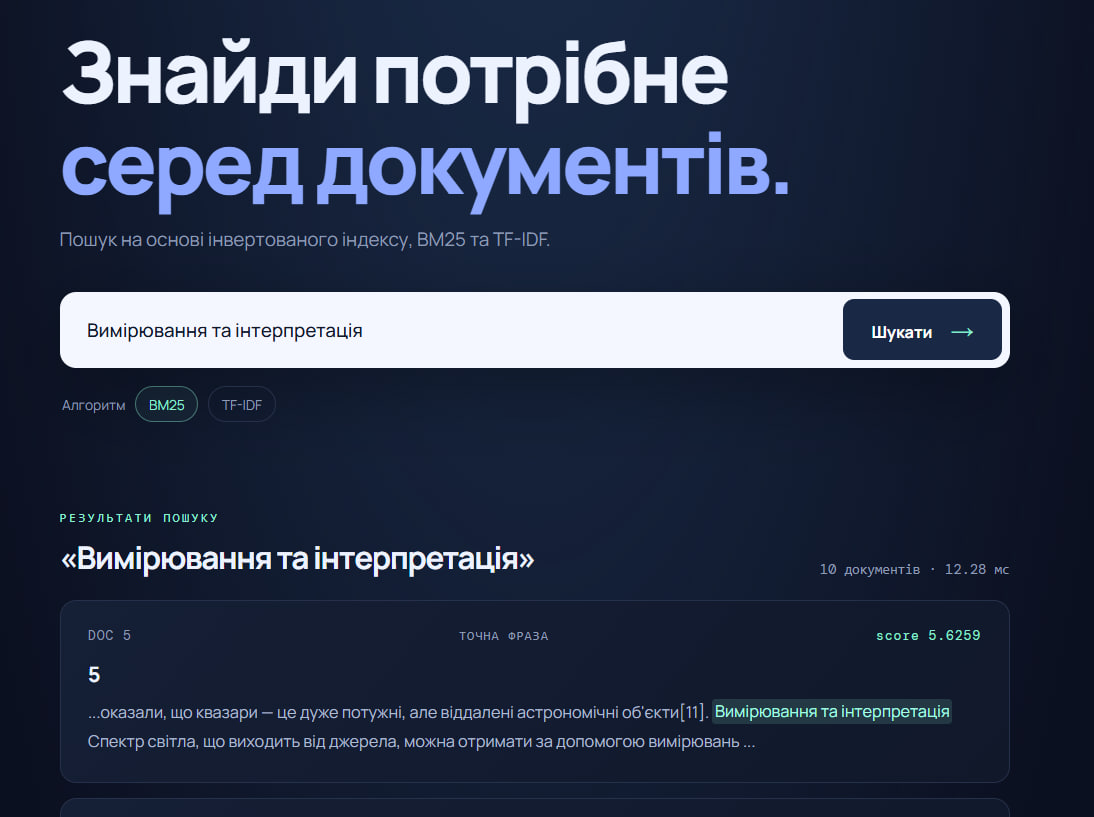 Знайди потрібне
серед документів.
Пошук на основі інвертованого індексу, BM25 та TF-IDF.
Вимірювання та інтерпретація
Шукати →
Алгоритм BM25 TF-IDF
РЕЗУЛЬТАТИ ПОШУКУ
«Вимірювання та інтерпретація»
10 документів · 12.28 мс
DOC 5 ТОЧНА ФРАЗА score 5.6259
5
...оказали, що квазари — це дуже потужні, але віддалені астрономічні об'єкти[11]. Вимірювання та інтерпретація
Спектр світла, що виходить від джерела, можна отримати за допомогою вимірювань ...